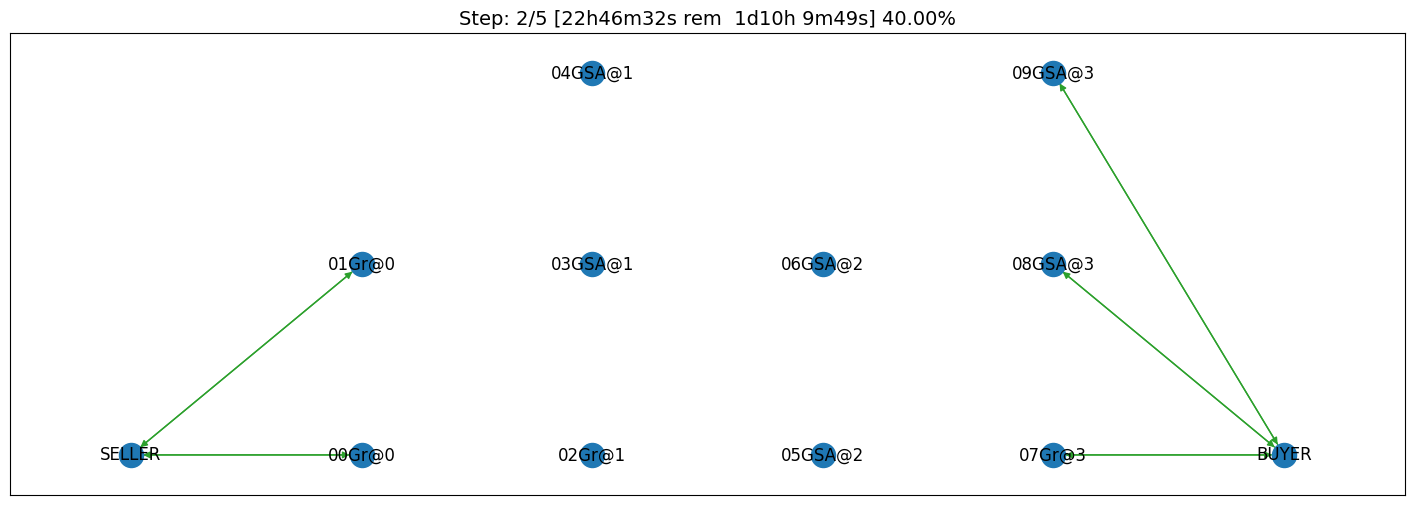 Step: 2/5 [22h46m32s rem  1d10h 9m49s] 40.00%
04GSA@1 09GSA@3
01Gr@0 03GSA@1 06GSA@2 08GSA@3
SELLER 00Gr@0 02Gr@1 05GSA@2 07Gr@3 BUYER